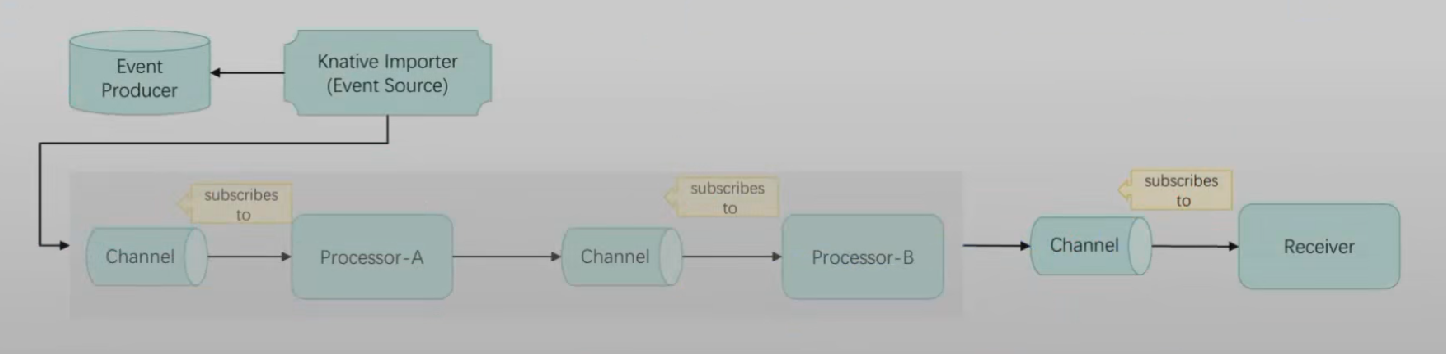 Event
Producer
Knative Importer
(Event Source)
subscribes
to
subscribes
to
subscribes
to
Channel
Processor-A
Channel
Processor-B
Channel
Receiver